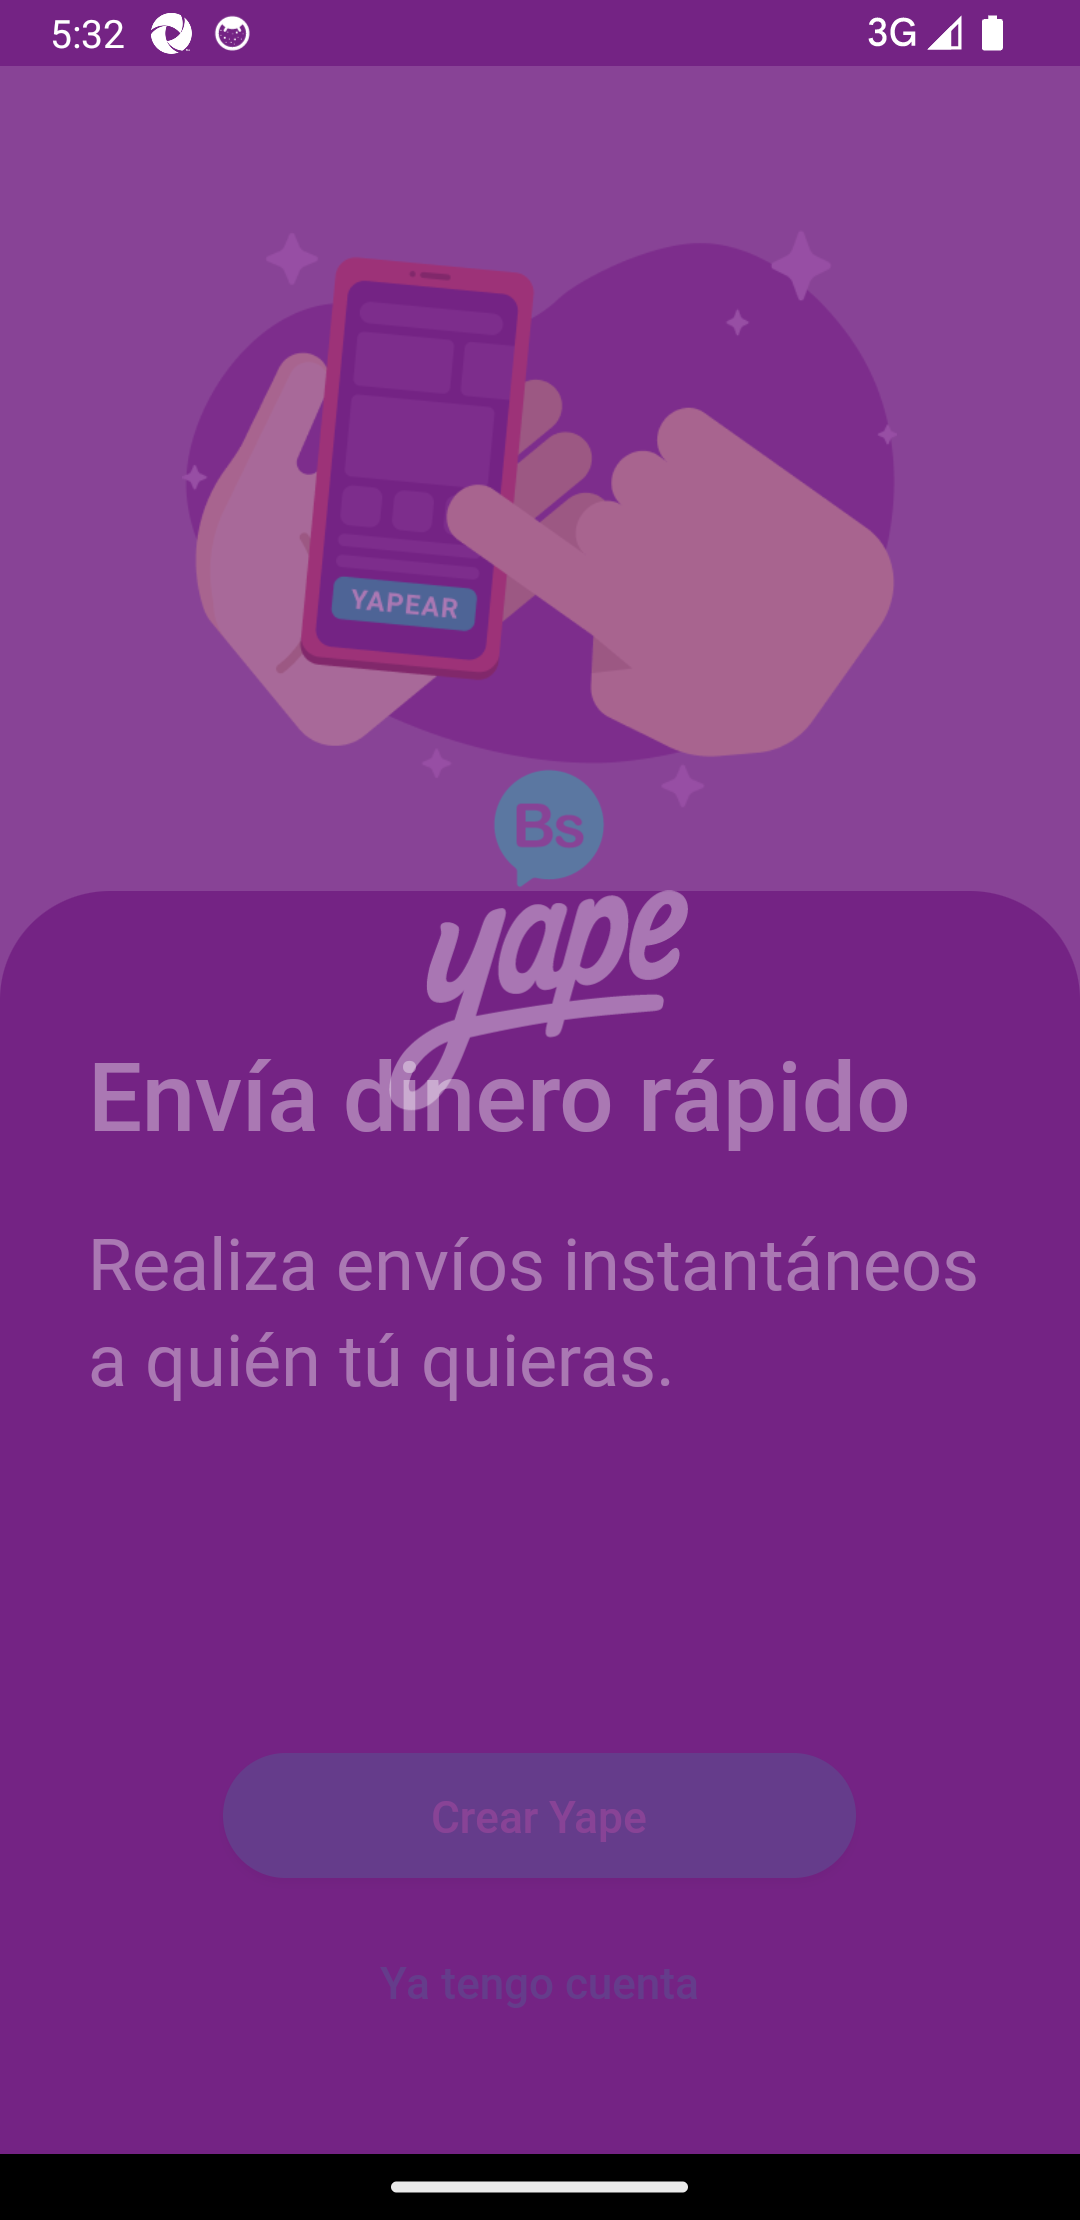 5:32
3G
YAPEAR
Bs
yape
Envía dinero rápido
Realiza envíos instantáneos
a quién tú quieras.
Crear Yape
Ya tengo cuenta